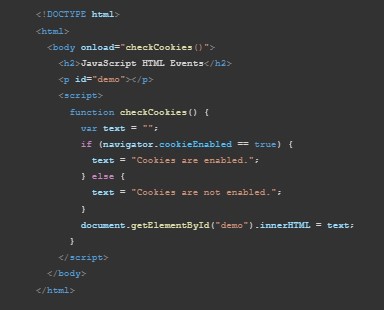 <!DOCTYPE html>
<html>
<body onload="checkCookies()">
<h2>JavaScript HTML Events</h2>
<p id="demo"></p>
<script>
function checkCookies() {
var text = "";
if (navigator.cookieEnabled == true) {
text = "Cookies are enabled.";
} else {
text = "Cookies are not enabled.";
}
document.getElementById("demo").innerHTML = text;
}
</script>
</body>
</html>